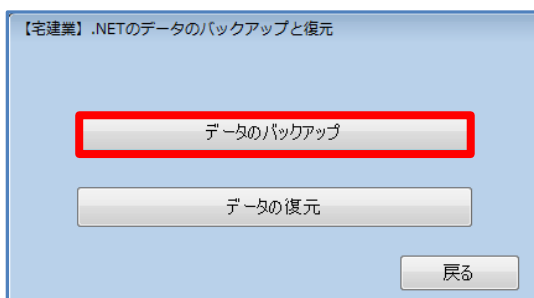 【宅建業】.NETのデータのバックアップと復元
データのバックアップ
データの復元
戻る